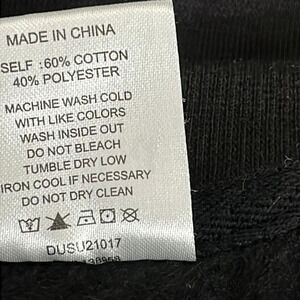 MADE IN CHINA
SELF :60% COTTON
40% POLYESTER
MACHINE WASH COLD
WITH LIKE COLORS
WASH INSIDE OUT
DO NOT BLEACH
TUMBLE DRY LOW
IRON COOL IF NECESSARY
DO NOT DRY CLEAN
DUSU21017